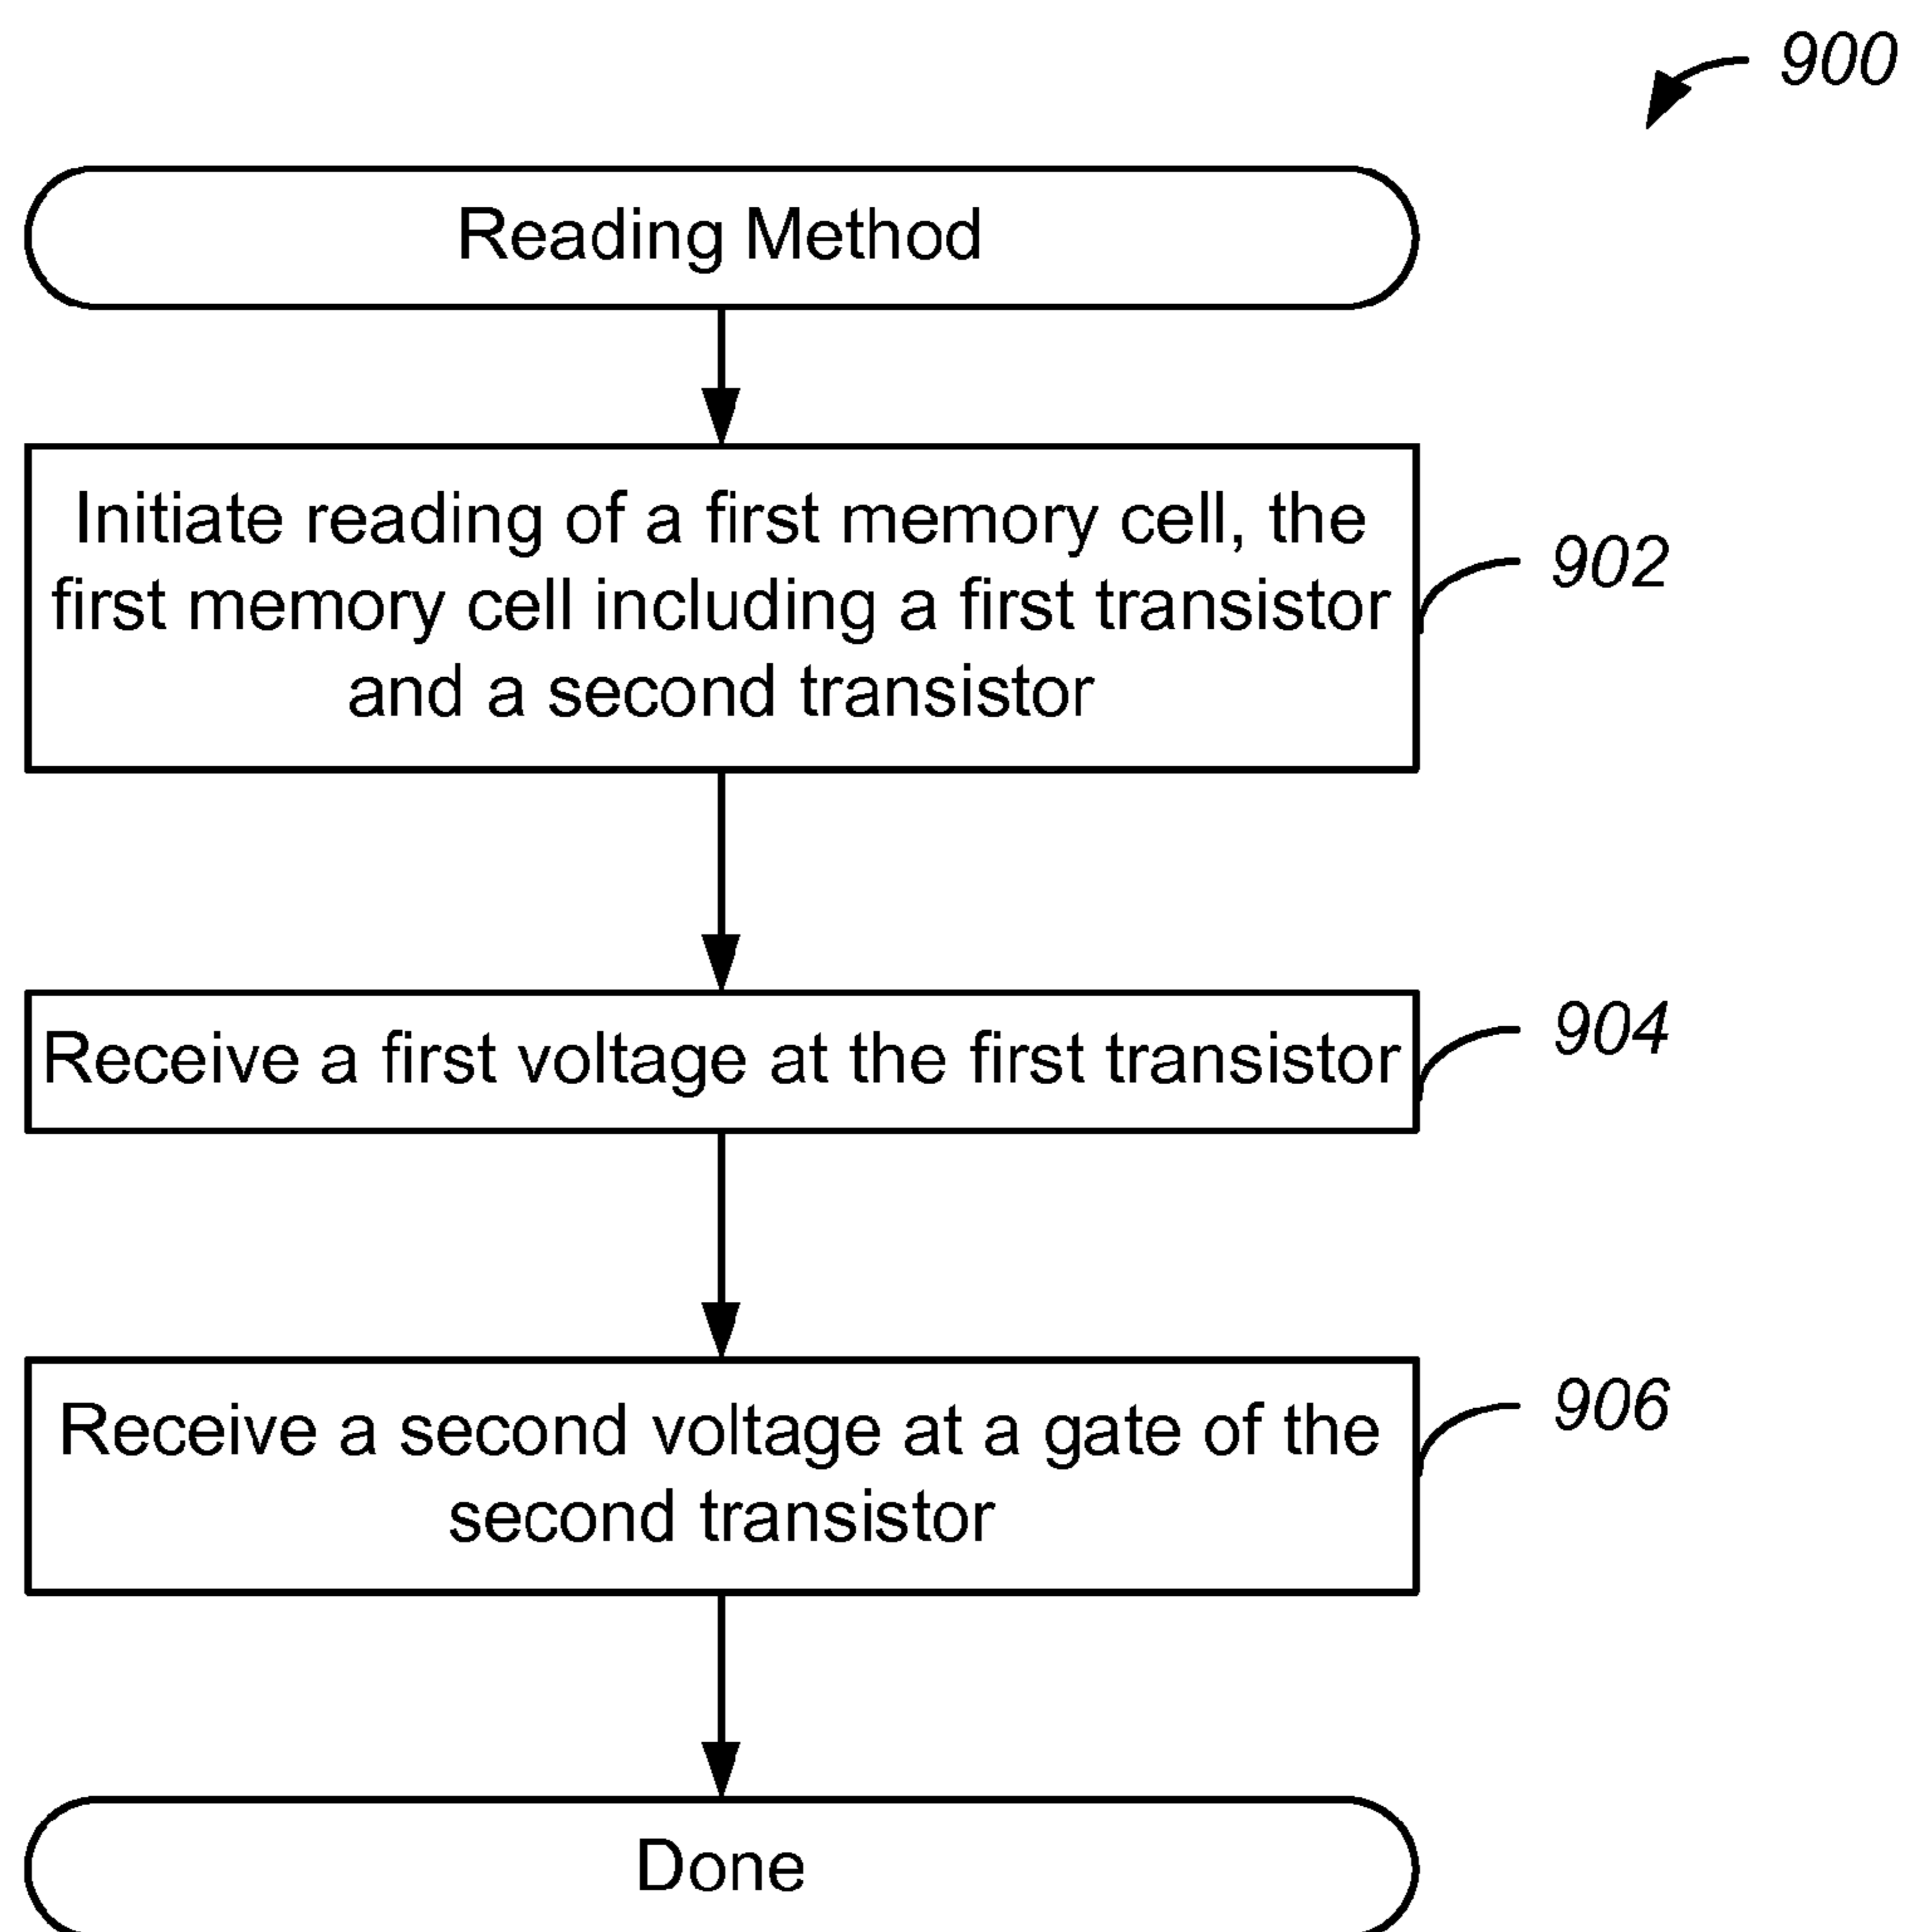 900
Reading Method
Initiate reading of a first memory cell, the
first memory cell including a first transistor
and a second transistor
902
Receive a first voltage at the first transistor
904
Receive a second voltage at a gate of the
second transistor
906
Done